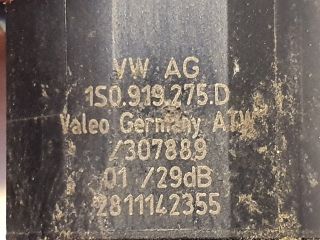 VW AG
1S0.919.275.D
Valeo Germany ATW
/307889
01 /29dB
2811142355